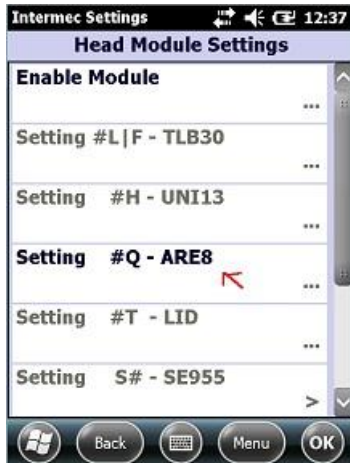 Intermec Settings 12:37
Head Module Settings
Enable Module
...
Setting #L|F - TLB30
...
Setting #H - UNI13
...
Setting #Q - ARE8
...
Setting #T - LID
...
Setting S# - SE955
>
Back Menu OK